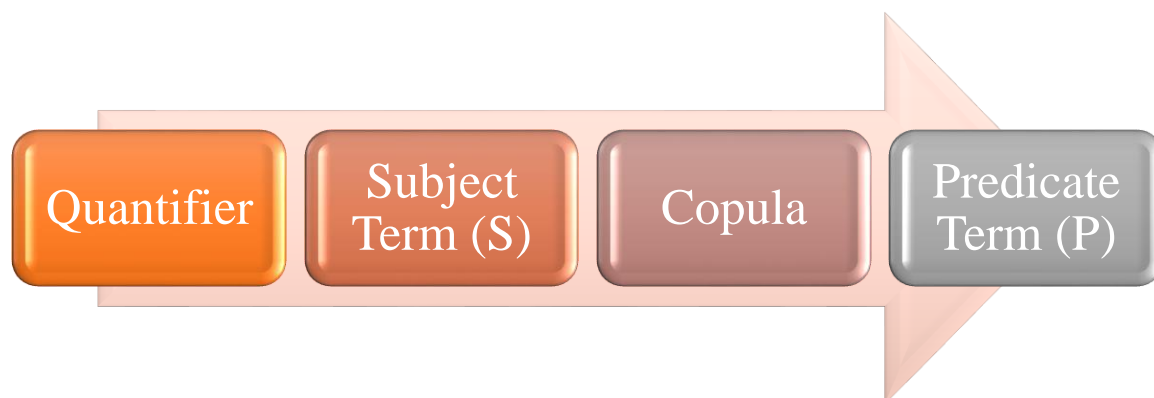 Quantifier
Subject
Term (S)
Copula
Predicate
Term (P)